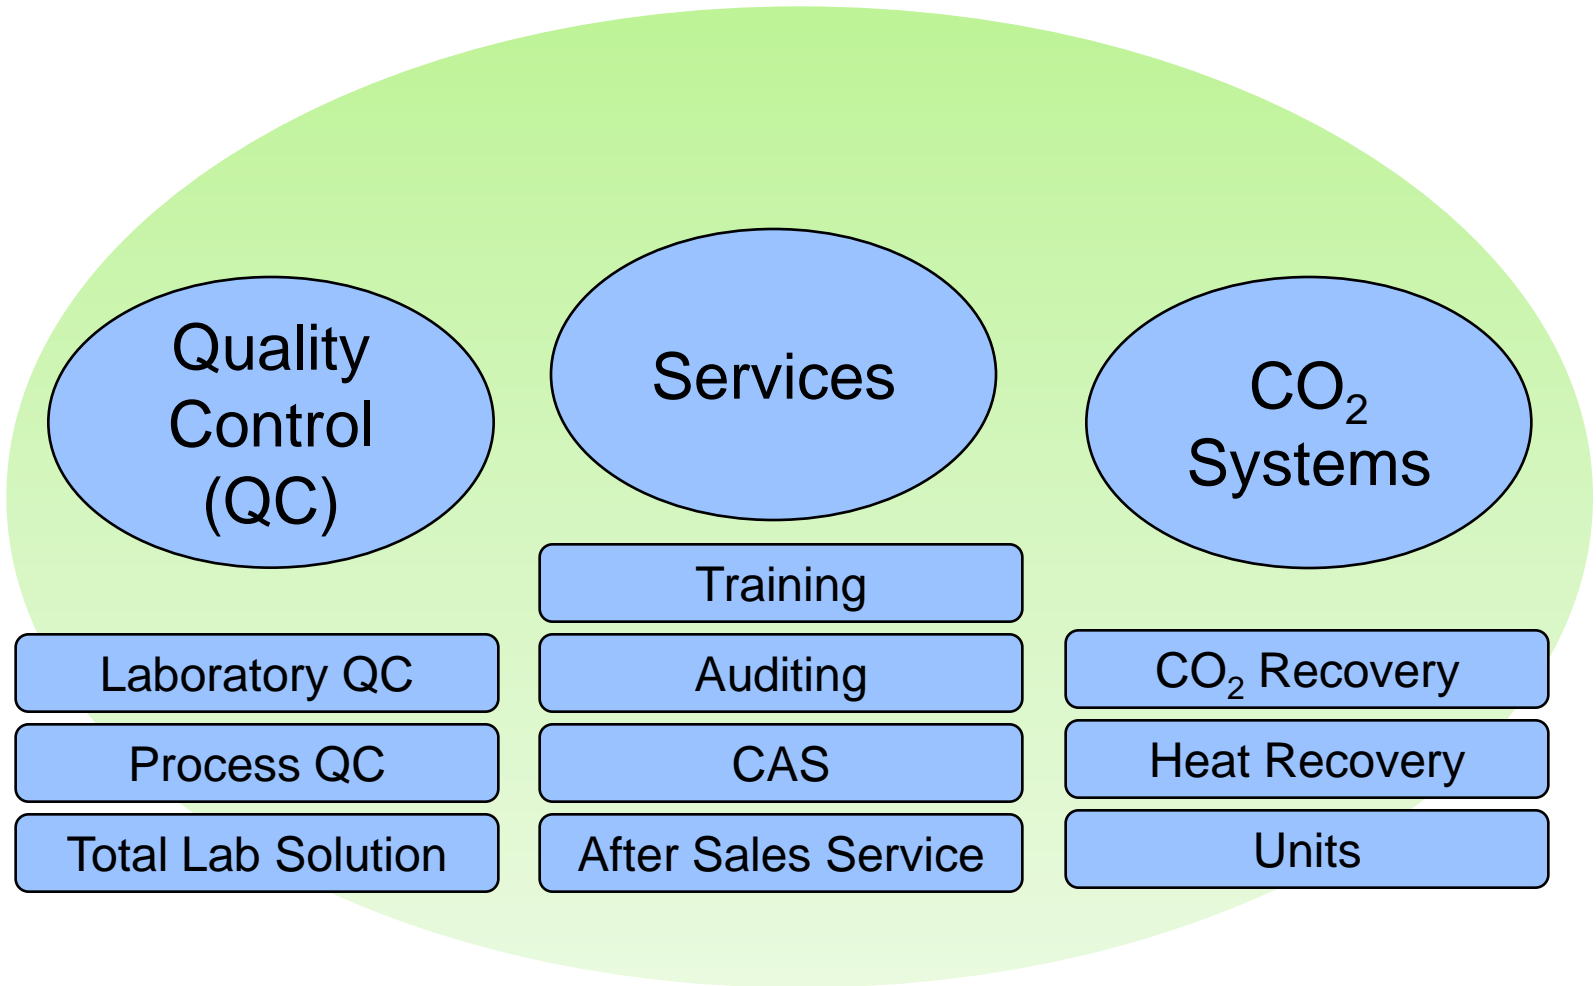 Quality
Control
(QC)
Laboratory QC
Process QC
Total Lab Solution
Services
Training
Auditing
CAS
After Sales Service
CO₂
Systems
CO₂ Recovery
Heat Recovery
Units